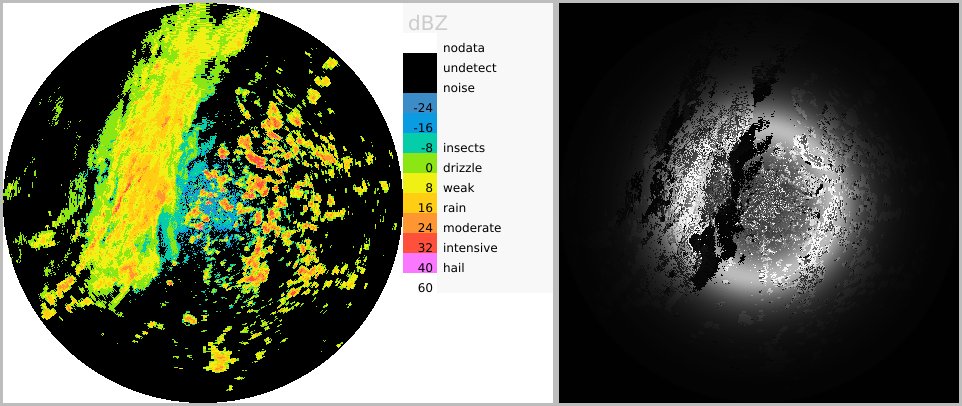 dBZ
nodata
undetect
noise
-24
-16
-8 insects
0 drizzle
8 weak
16 rain
24 moderate
32 intensive
40 hail
60